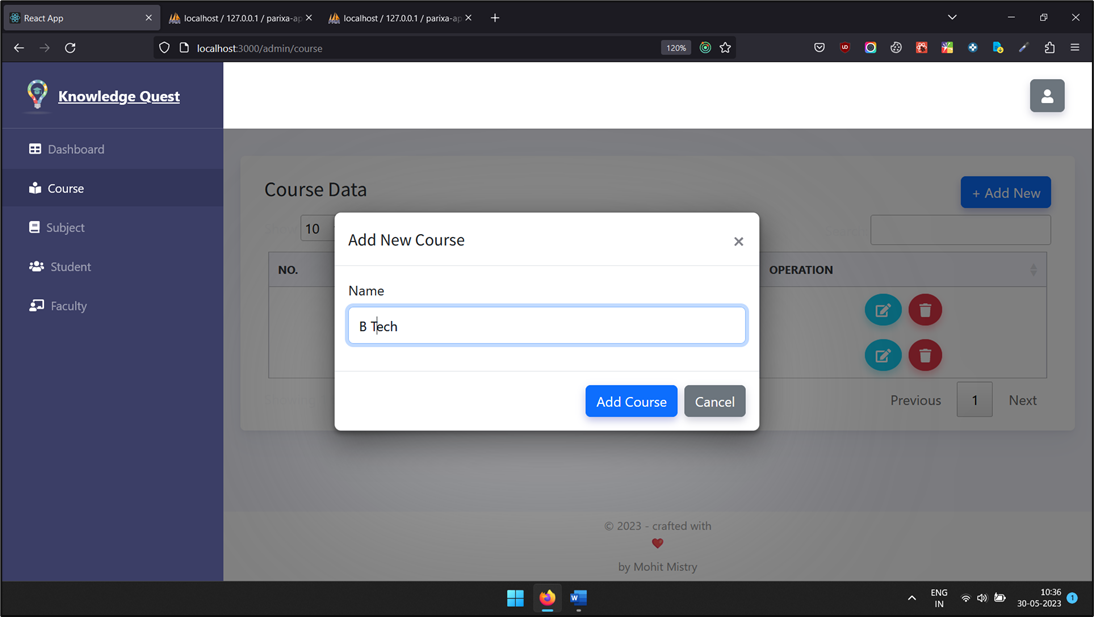 React App
localhost / 127.0.0.1 / parixa-ap
localhost / 127.0.0.1 / parixa-ap
localhost:3000/admin/course
120%
Knowledge Quest
Dashboard
Course
Subject
Student
Faculty
Course Data
+ Add New
10
NO.
OPERATION
Add New Course
×
Name
B Tech
Add Course
Cancel
Previous
1
Next
© 2023 - crafted with
by Mohit Mistry
ENG
IN
10:36
30-05-2023
1